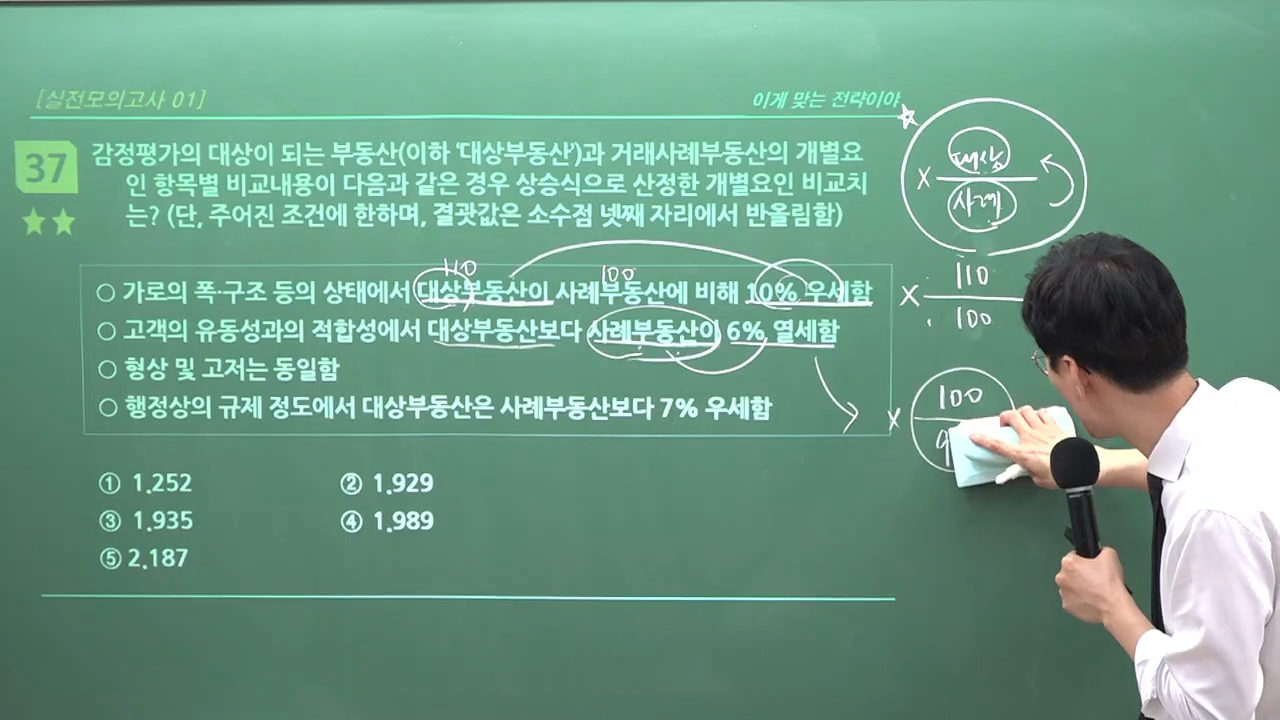 [실전모의고사 01]
이게 맞는 전략이야
37
감정평가의 대상이 되는 부동산(이하 '대상부동산')과 거래사례부동산의 개별요
인 항목별 비교내용이 다음과 같은 경우 상승식으로 산정한 개별요인 비교치
는? (단, 주어진 조건에 한하며, 결괏값은 소수점 넷째 자리에서 반올림함)
110
100
○ 가로의 폭·구조 등의 상태에서 대상부동산이 사례부동산에 비해 10% 우세함
○ 고객의 유동성과의 적합성에서 대상부동산보다 사례부동산이 6% 열세함
○ 형상 및 고저는 동일함
○ 행정상의 규제 정도에서 대상부동산은 사례부동산보다 7% 우세함
① 1.252
② 1.929
③ 1.935
④ 1.989
⑤ 2.187
× 대상
사례
× 110
100
× 100
9